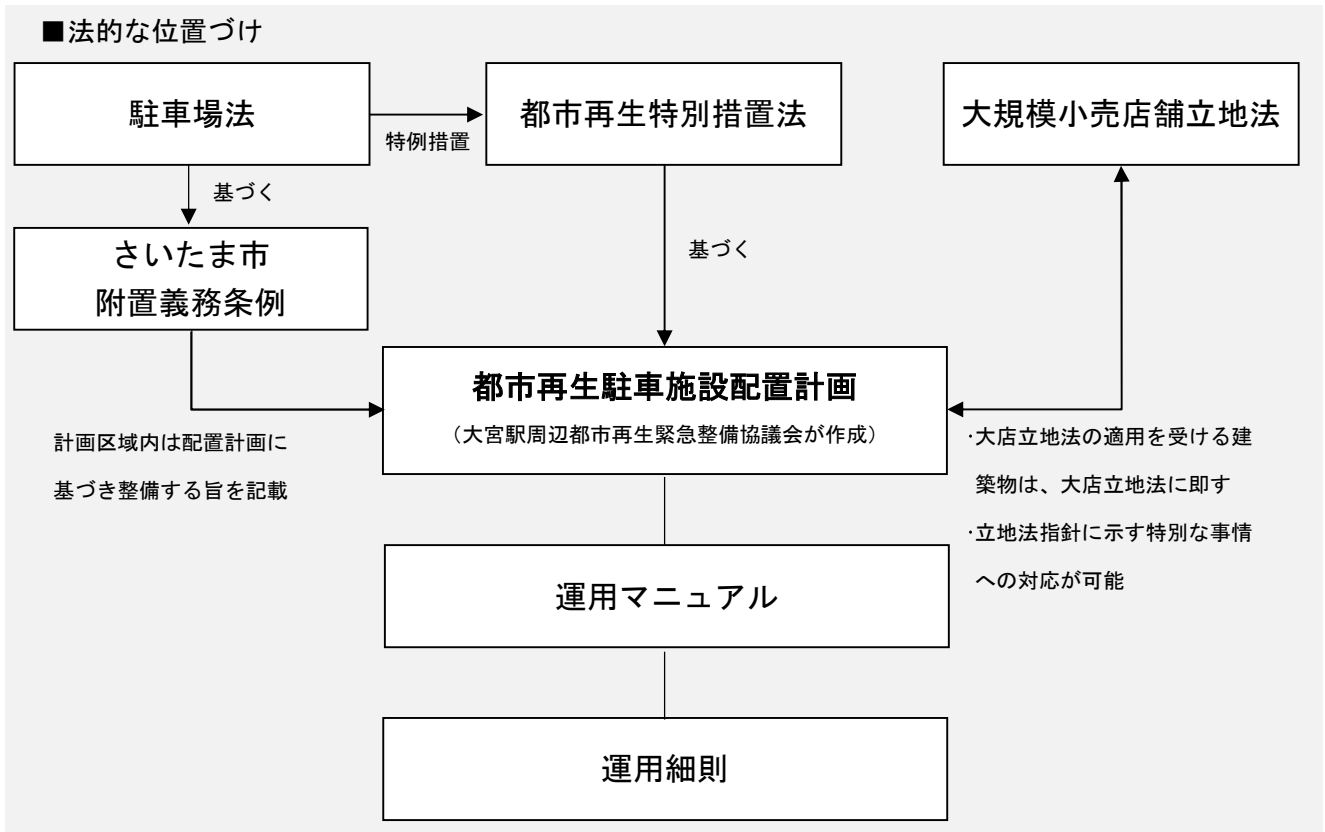 ■法的な位置づけ
駐車場法
特例措置
都市再生特別措置法
大規模小売店舗立地法
基づく
さいたま市
附置義務条例
基づく
都市再生駐車施設配置計画
（大宮駅周辺都市再生緊急整備協議会が作成）
計画区域内は配置計画に
基づき整備する旨を記載
･大店立地法の適用を受ける建
築物は、大店立地法に即す
･立地法指針に示す特別な事情
への対応が可能
運用マニュアル
運用細則